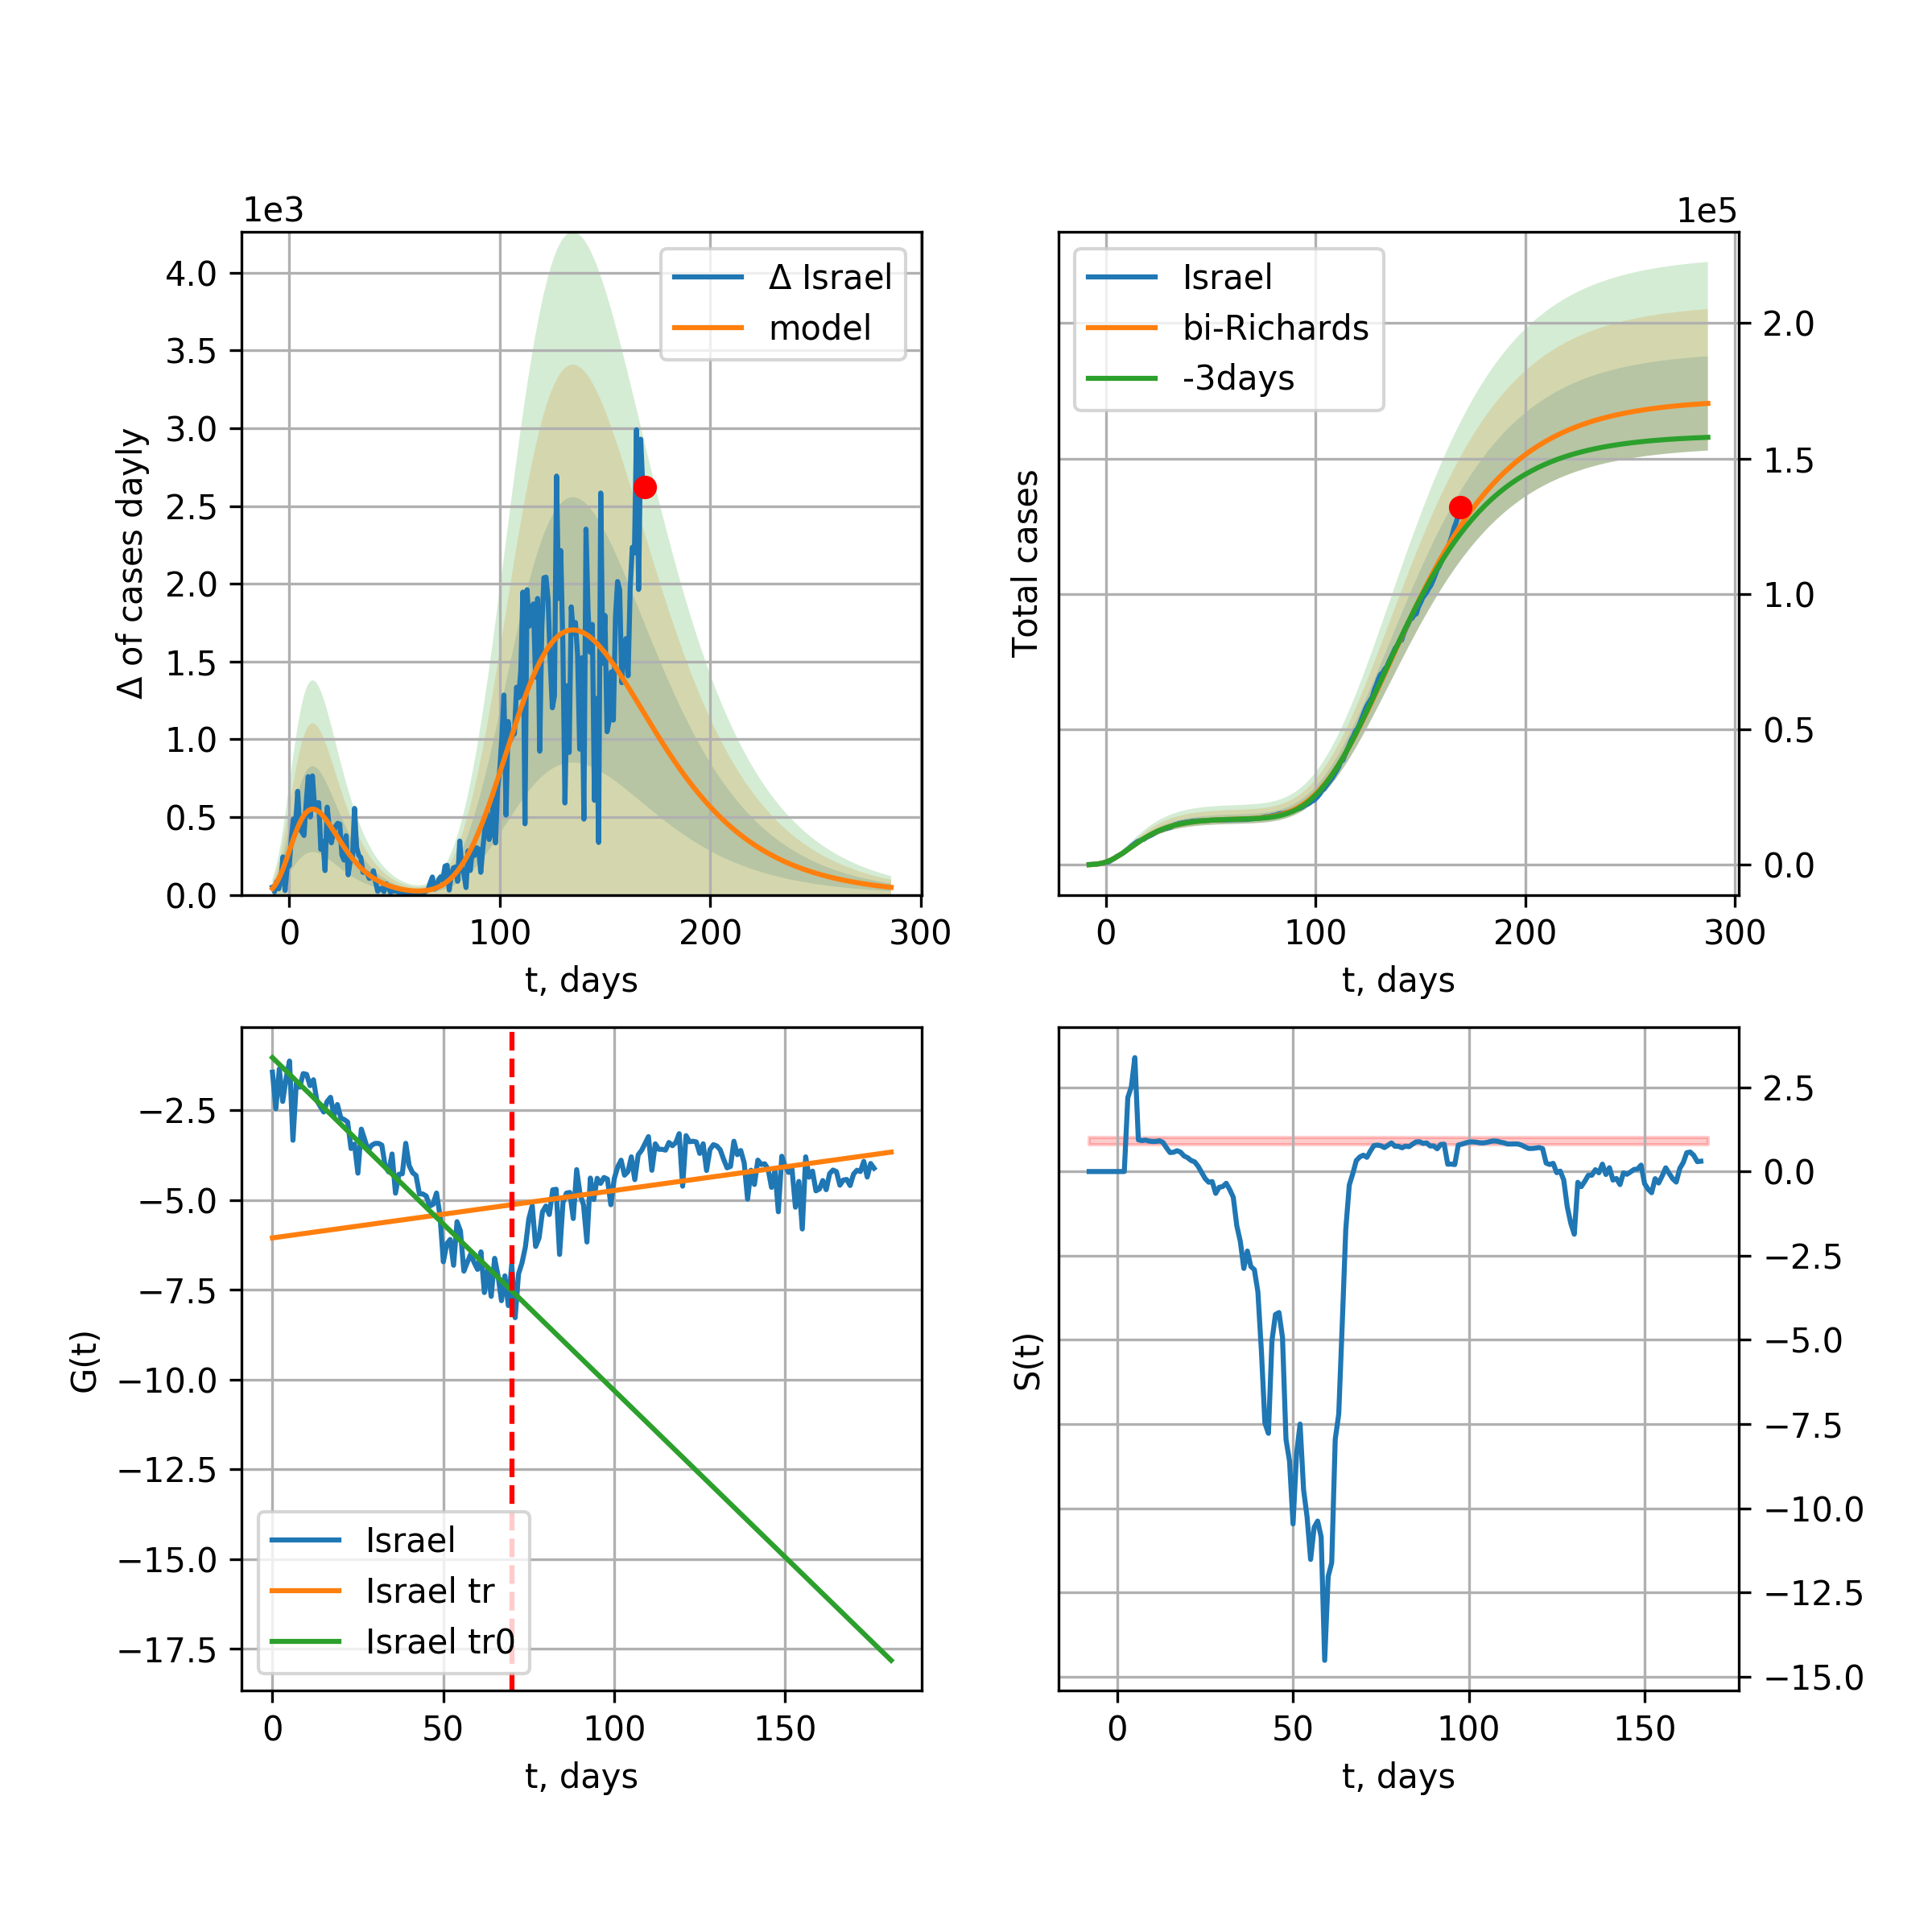 1e3
4.0
3.5
3.0
2.5
2.0
1.5
1.0
0.5
0.0
Δ of cases dayly
Δ Israel
model
0 100 200 300
t, days
1e5
Total cases
Israel
bi-Richards
-3days
2.0
1.5
1.0
0.5
0.0
0 100 200 300
t, days
G(t)
−2.5
−5.0
−7.5
−10.0
−12.5
−15.0
−17.5
Israel
Israel tr
Israel tr0
0 50 100 150
t, days
S(t)
2.5
0.0
−2.5
−5.0
−7.5
−10.0
−12.5
−15.0
0 50 100 150
t, days